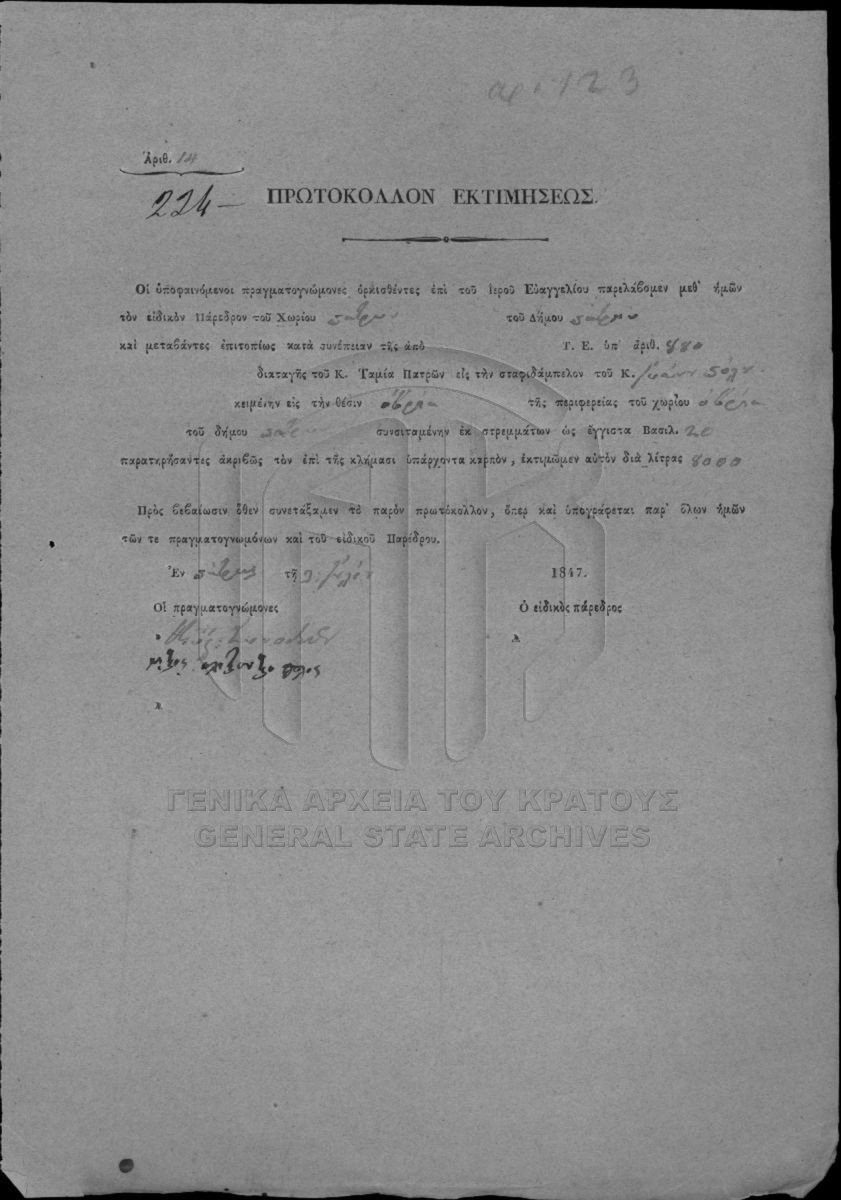 αρ. 123
Ἀριθ. 14
224—
ΠΡΩΤΟΚΟΛΛΟΝ ΕΚΤΙΜΗΣΕΩΣ.
Οἱ ὑποφαινόμενοι πραγματογνώμονες ὁρκισθέντες ἐπὶ τοῦ ἱεροῦ Εὐαγγελίου παρελάβομεν μεθ' ἡμῶν
τὸν εἰδικὸν Πάρεδρον τοῦ Χωρίου τοῦ Δήμου
καὶ μεταβάντες ἐπιτοπίως κατὰ συνέπειαν τῆς ἀπὸ Τ. Ε. ὑπ' ἀριθ. 880
διαταγῆς τοῦ Κ. Ταμία Πατρῶν εἰς τὴν σταφιδάμπελον τοῦ Κ.
κειμένην εἰς τὴν θέσιν ὀβριὰ τῆς περιφερείας τοῦ χωρίου ὀβριὰ
τοῦ δήμου συνσιταμένην ἐκ στρεμμάτων ὡς ἔγγιστα Βασιλ. 20
παρατηρήσαντες ἀκριβῶς τὸν ἐπὶ τῆς κλήμασι ὑπάρχοντα καρπὸν, ἐκτιμῶμεν αὐτὸν διὰ λίτρας 8000
Πρὸς βεβαίωσιν ὅθεν συνετάξαμεν τὸ παρὸν πρωτόκολλον, ὅπερ καὶ ὑπογράφεται παρ' ὅλων ἡμῶν
τῶν τε πραγματογνωμόνων καὶ τοῦ εἰδικοῦ Παρέδρου.
Ἐν τῇ 1847.
Οἱ πραγματογνώμονες Ὁ εἰδικὸς πάρεδρος
ΓΕΝΙΚΑ ΑΡΧΕΙΑ ΤΟΥ ΚΡΑΤΟΥΣ
GENERAL STATE ARCHIVES